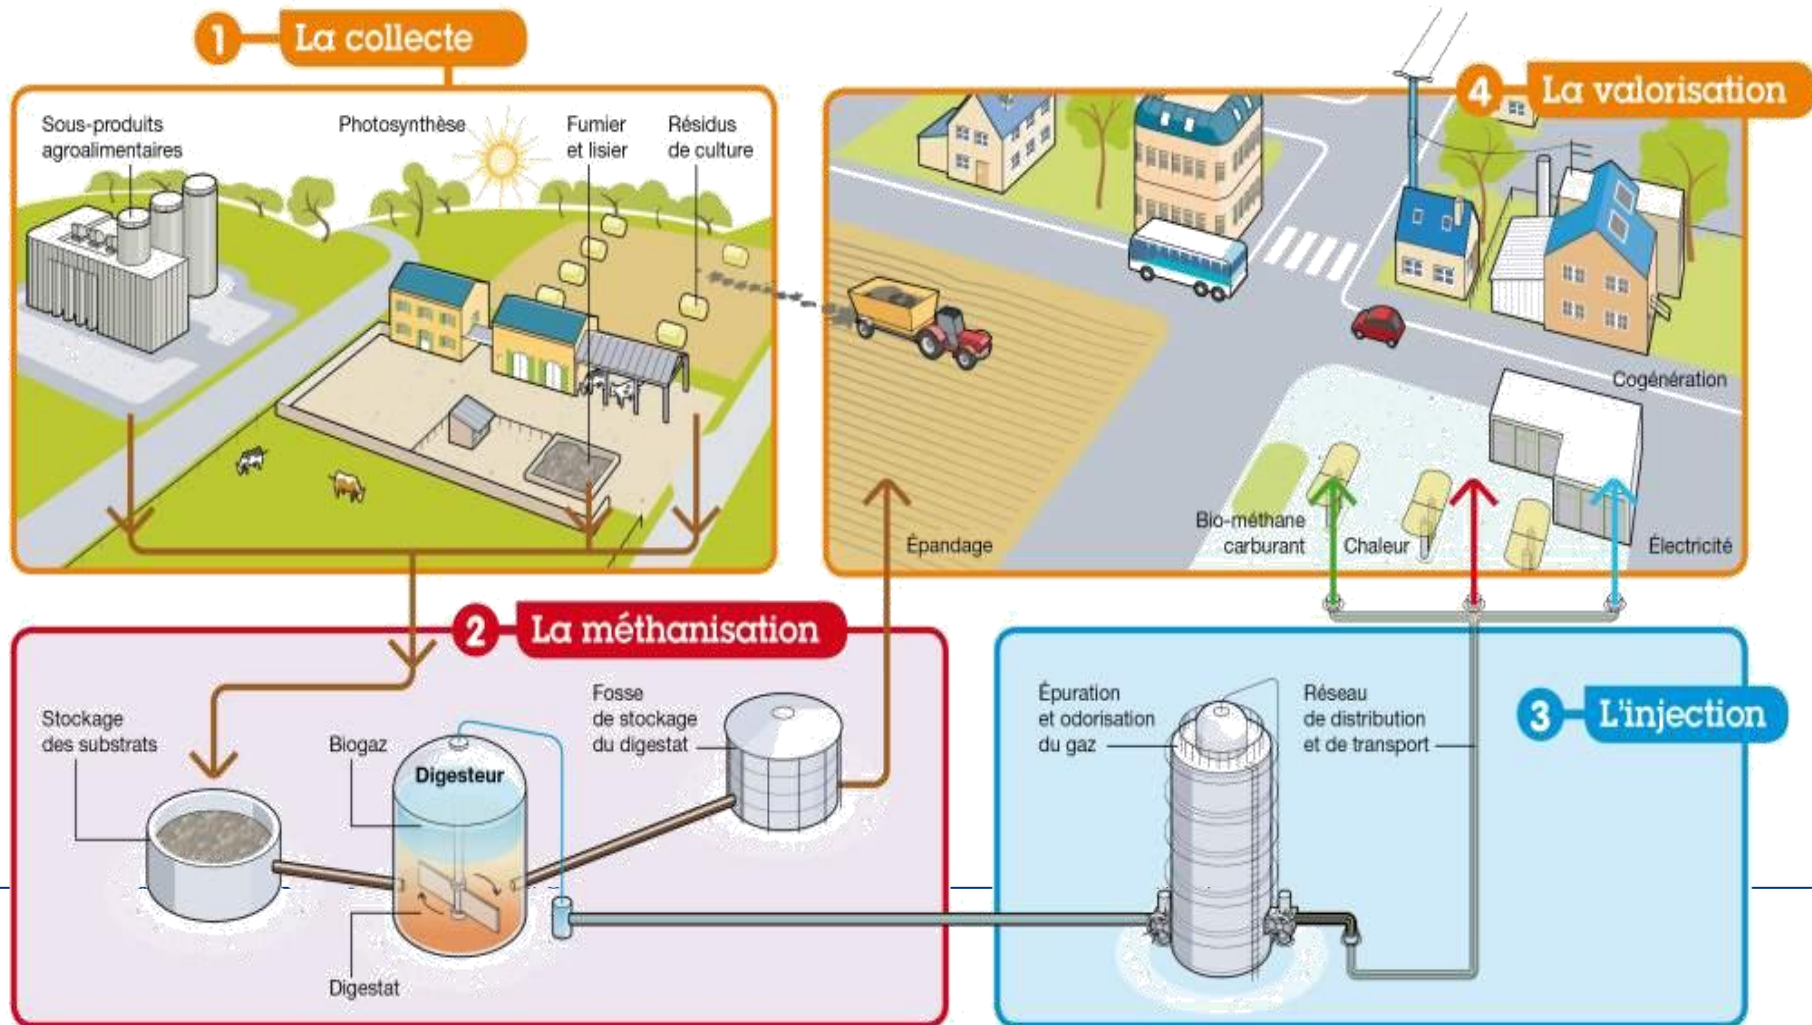 1 La collecte
Sous-produits
agroalimentaires
Photosynthèse
Fumier
et lisier
Résidus
de culture
4 La valorisation
Cogénération
Épandage
Bio-méthane
carburant
Chaleur
Électricité
2 La méthanisation
Stockage
des substrats
Biogaz
Digesteur
Fosse
de stockage
du digestat
Digestat
3 L'injection
Épuration
et odorisation
du gaz
Réseau
de distribution
et de transport